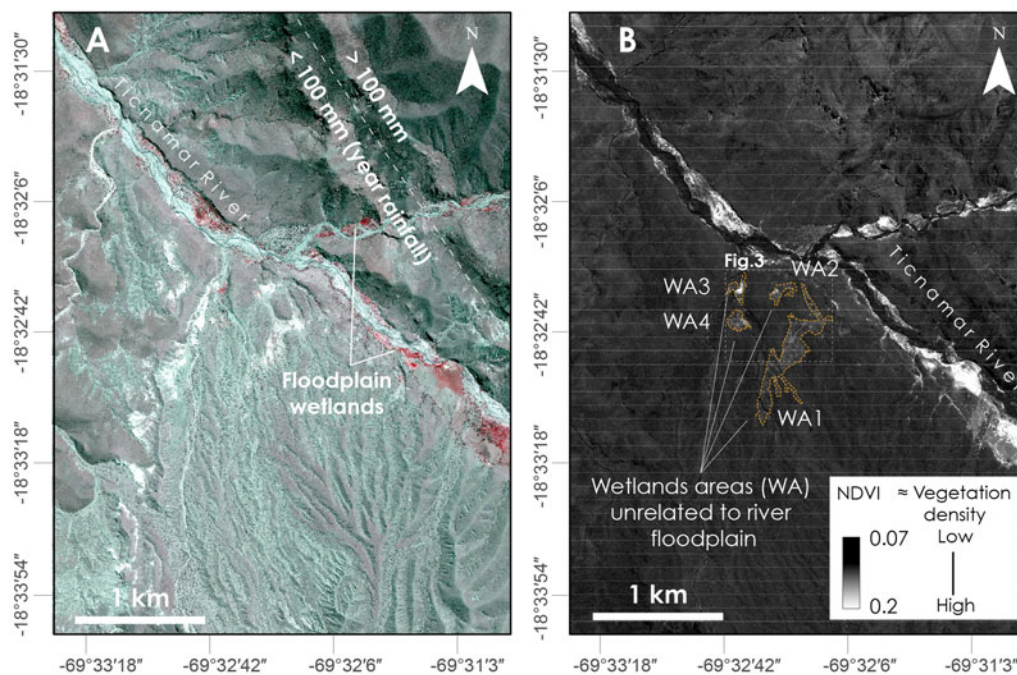 A
N
Ticnamar River
> 100 mm
< 100 mm (year rainfall)
Floodplain
wetlands
1 km
-18°31'30"
-18°32'6"
-18°32'42"
-18°33'18"
-18°33'54"
-69°33'18"
-69°32'42"
-69°32'6"
-69°31'3"
B
N
Ticnamar River
Fig.3
WA2
WA3
WA4
WA1
Wetlands areas (WA)
unrelated to river
floodplain
NDVI ≈ Vegetation
density
0.07 Low
0.2 High
1 km
-18°31'30"
-18°32'6"
-18°32'42"
-18°33'18"
-18°33'54"
-69°33'18"
-69°32'42"
-69°32'6"
-69°31'3"